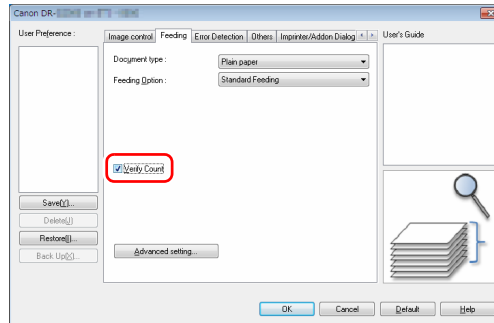 Canon DR-
User Preference :
Image control Feeding Error Detection Others Imprinter/Addon Dialog
User's Guide
Document type :
Plain paper
Feeding Option :
Standard Feeding
Verify Count
Save(Y)...
Delete(J)
Restore(I)...
Back Up(X)...
Advanced setting...
OK Cancel Default Help